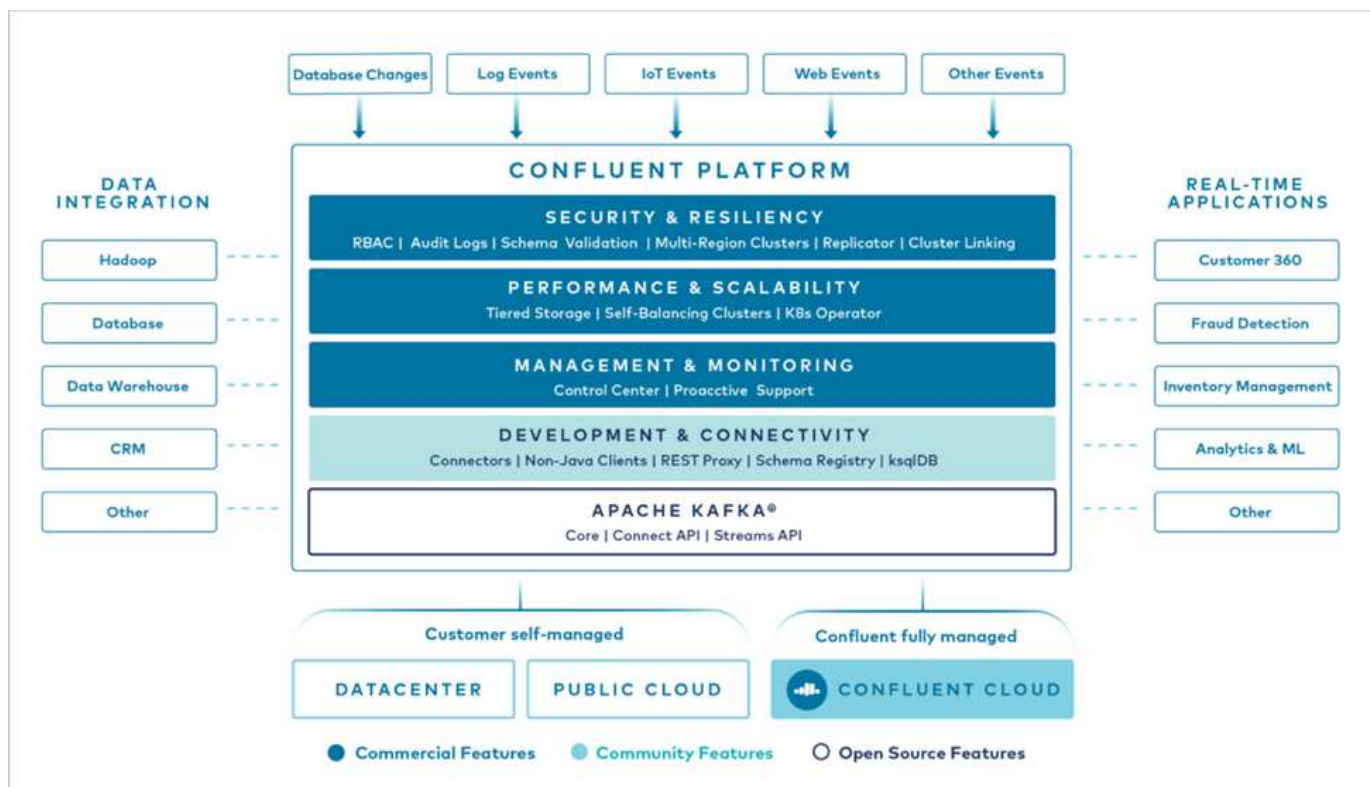 Database Changes
Log Events
IoT Events
Web Events
Other Events
CONFLUENT PLATFORM
DATA
INTEGRATION
Hadoop
Database
Data Warehouse
CRM
Other
SECURITY & RESILIENCY
RBAC | Audit Logs | Schema Validation | Multi-Region Clusters | Replicator | Cluster Linking
PERFORMANCE & SCALABILITY
Tiered Storage | Self-Balancing Clusters | K8s Operator
MANAGEMENT & MONITORING
Control Center | Proacctive Support
DEVELOPMENT & CONNECTIVITY
Connectors | Non-Java Clients | REST Proxy | Schema Registry | ksqlDB
APACHE KAFKA®
Core | Connect API | Streams API
REAL-TIME
APPLICATIONS
Customer 360
Fraud Detection
Inventory Management
Analytics & ML
Other
Customer self-managed
Confluent fully managed
DATACENTER
PUBLIC CLOUD
CONFLUENT CLOUD
Commercial Features
Community Features
Open Source Features